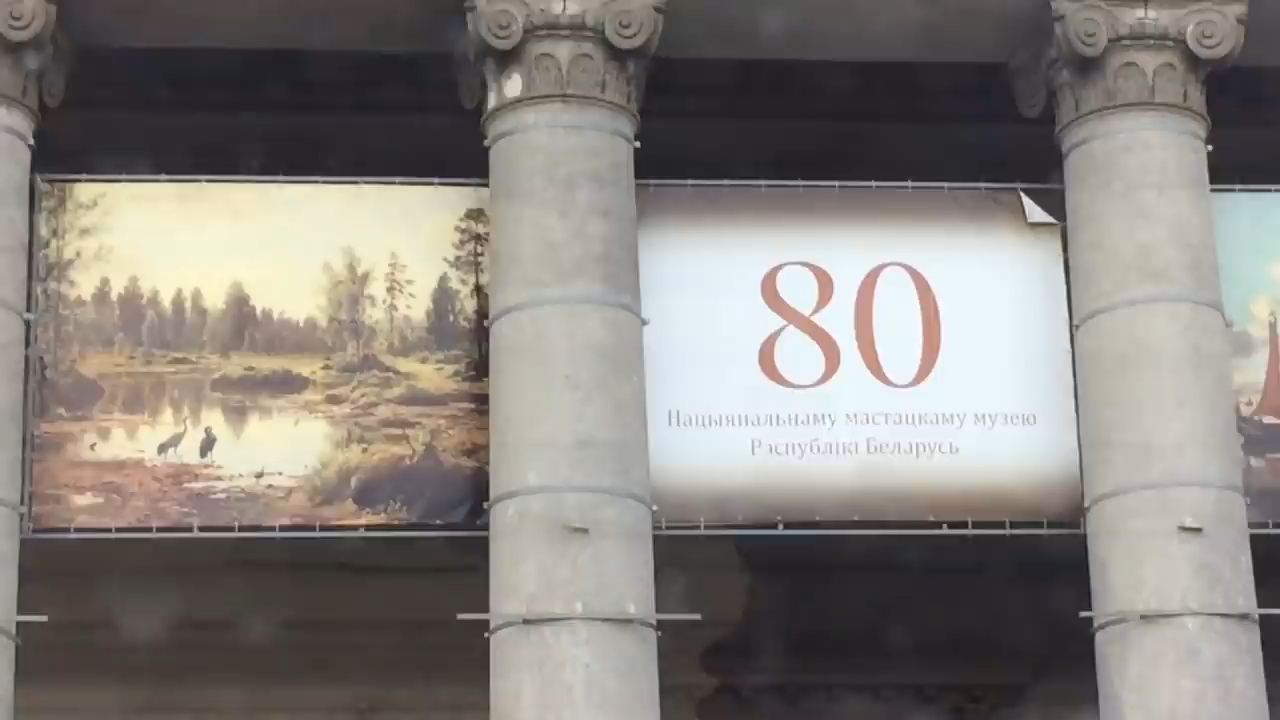 80
Нацыянальнаму мастацкаму музею
Рэспублікі Беларусь